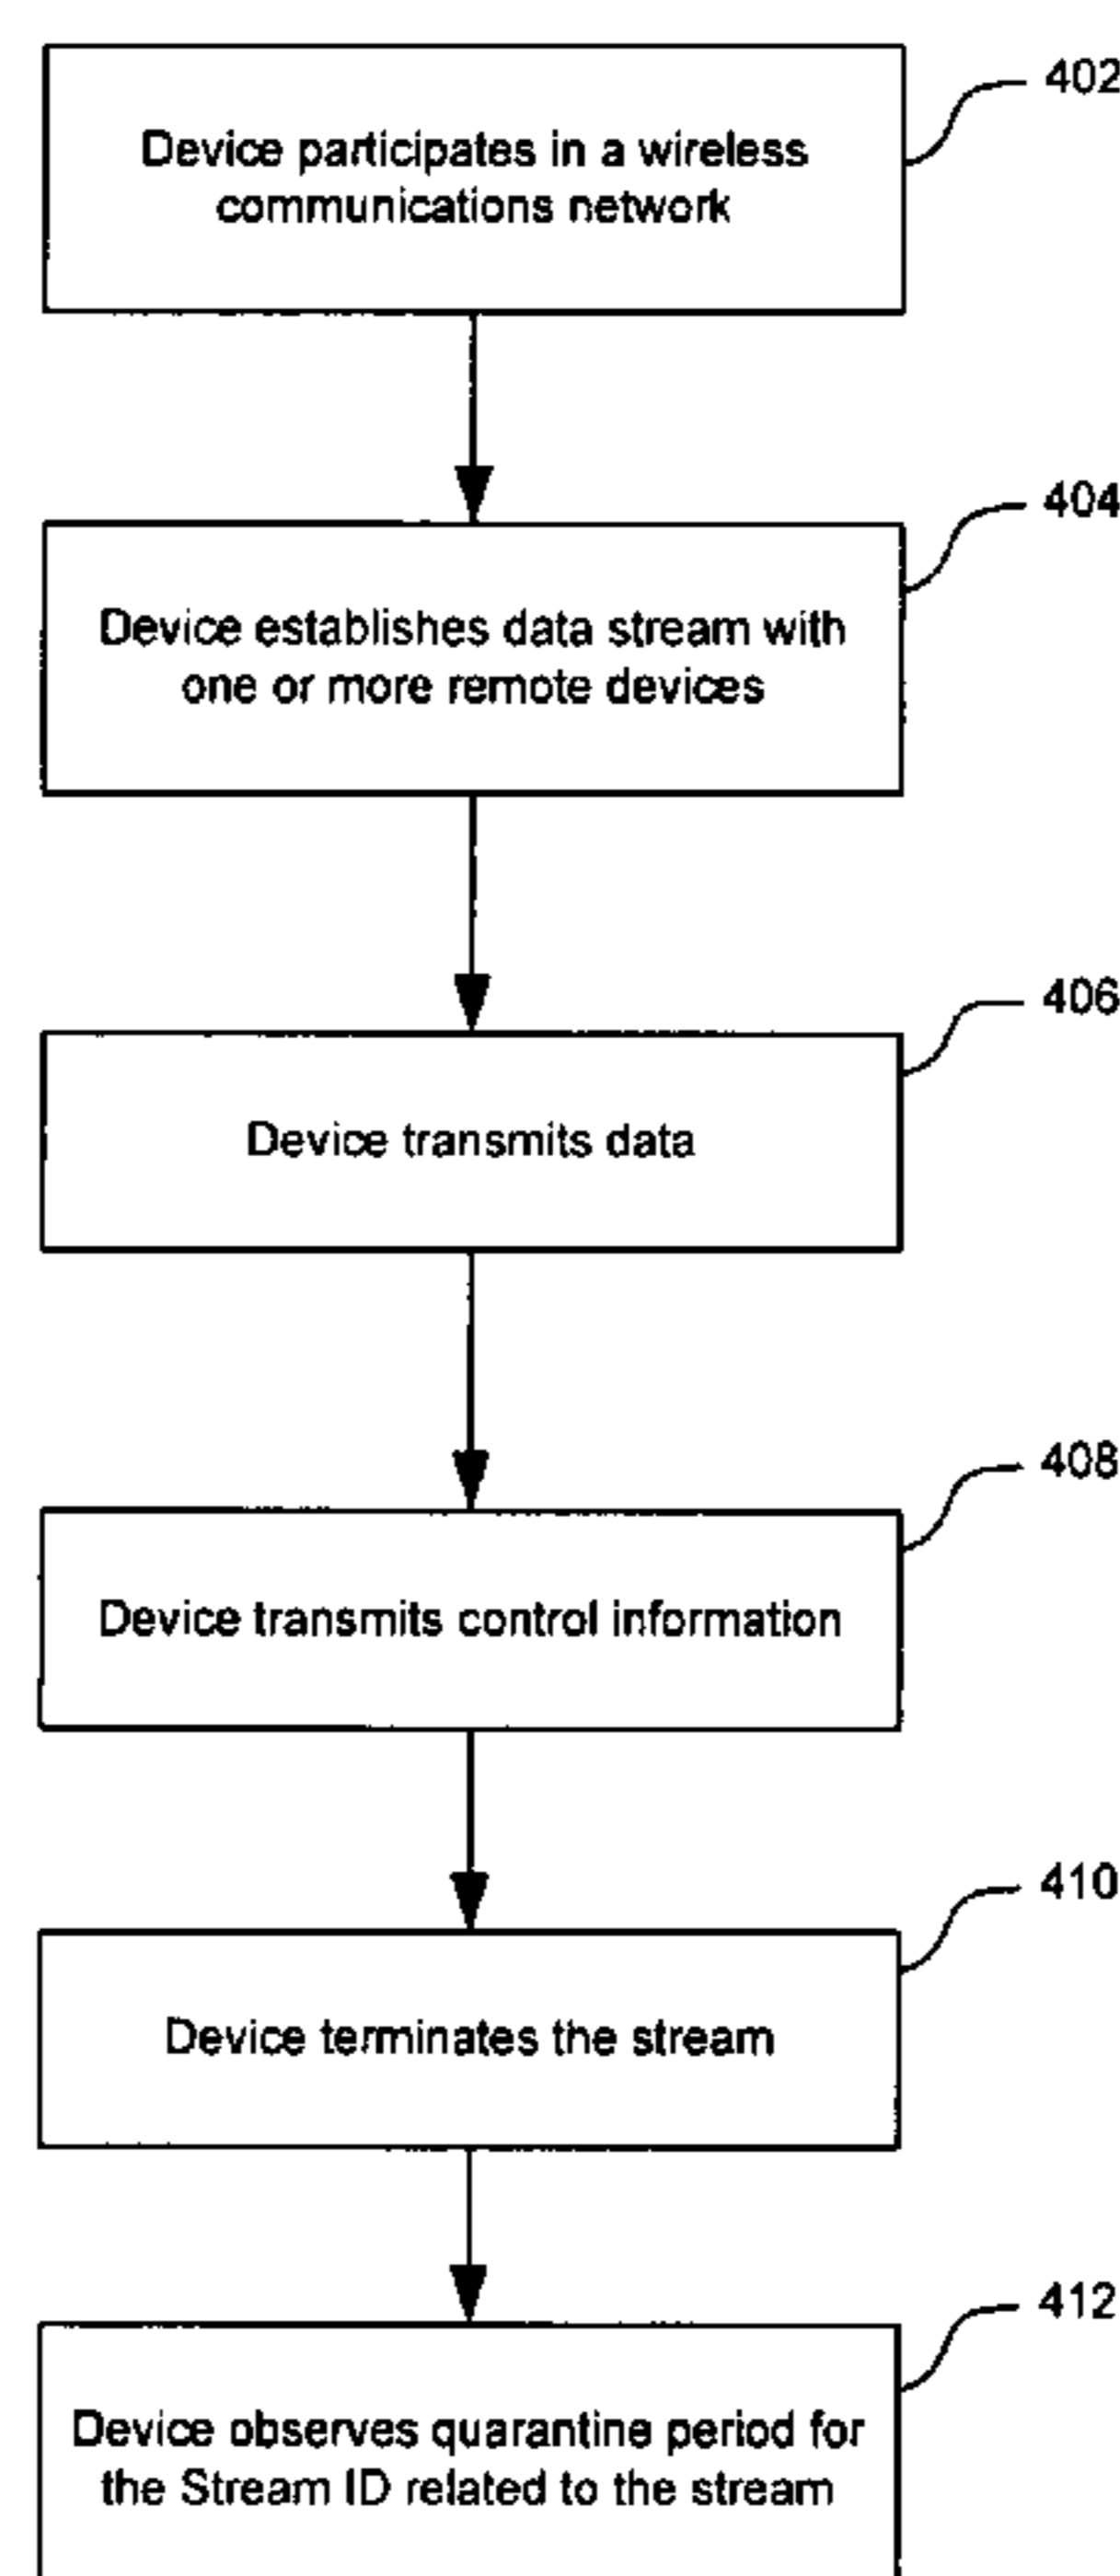 402
Device participates in a wireless
communications network
404
Device establishes data stream with
one or more remote devices
406
Device transmits data
408
Device transmits control information
410
Device terminates the stream
412
Device observes quarantine period for
the Stream ID related to the stream